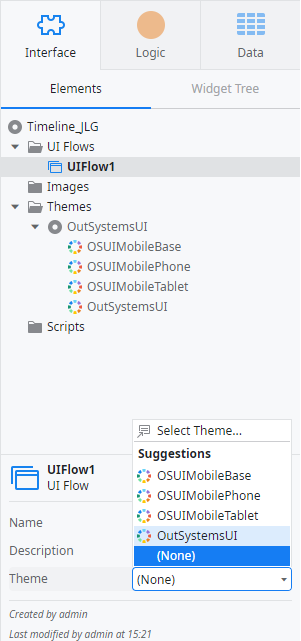 Interface
Logic
Data
Elements
Widget Tree
Timeline_JLG
UI Flows
UIFlow1
Images
Themes
OutSystemsUI
OSUIMobileBase
OSUIMobilePhone
OSUIMobileTablet
OutSystemsUI
Scripts
UIFlow1
UI Flow
Select Theme...
Suggestions
OSUIMobileBase
OSUIMobilePhone
OSUIMobileTablet
OutSystemsUI
(None)
Name
Description
Theme
(None)
Created by admin
Last modified by admin at 15:21